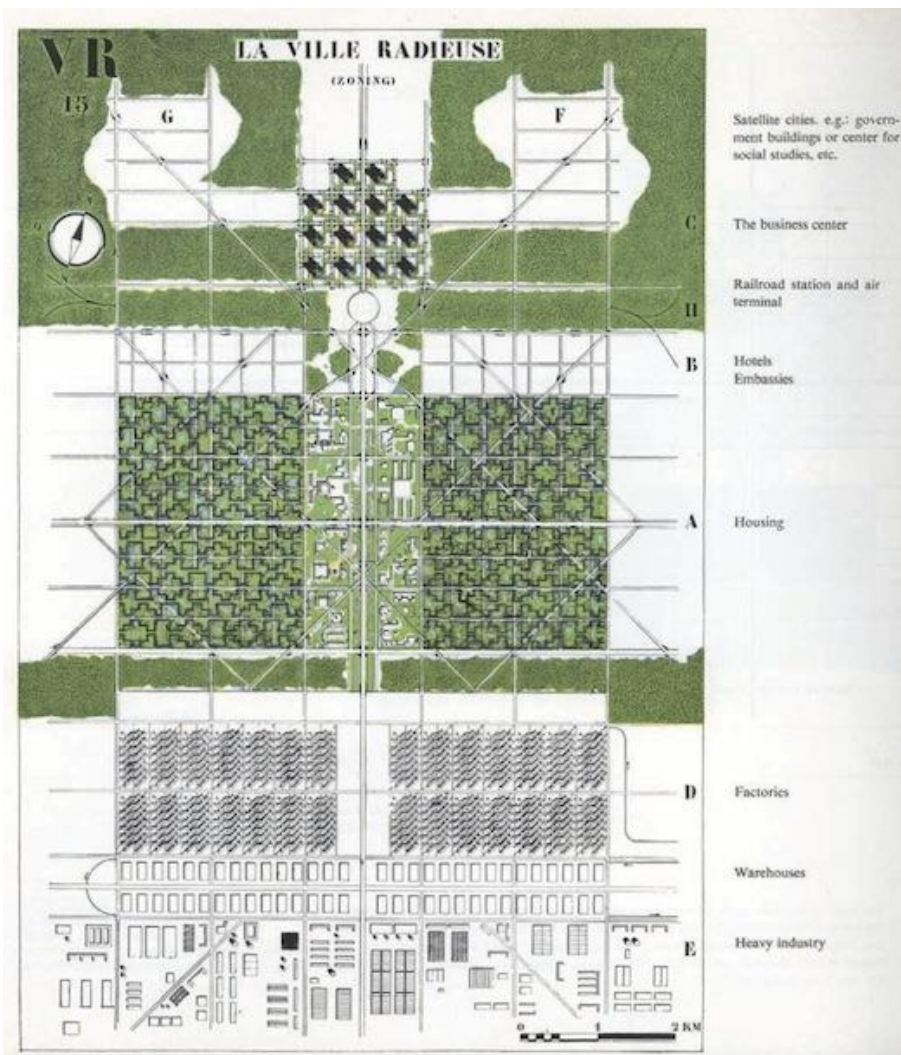 VR
15
LA VILLE RADIEUSE
(ZONING)
G
F
Satellite cities. e.g.: govern-
ment buildings or center for
social studies, etc.
C
The business center
Railroad station and air
terminal
H
B
Hotels
Embassies
A
Housing
D
Factories
Warehouses
E
Heavy industry
0 1 2 KM